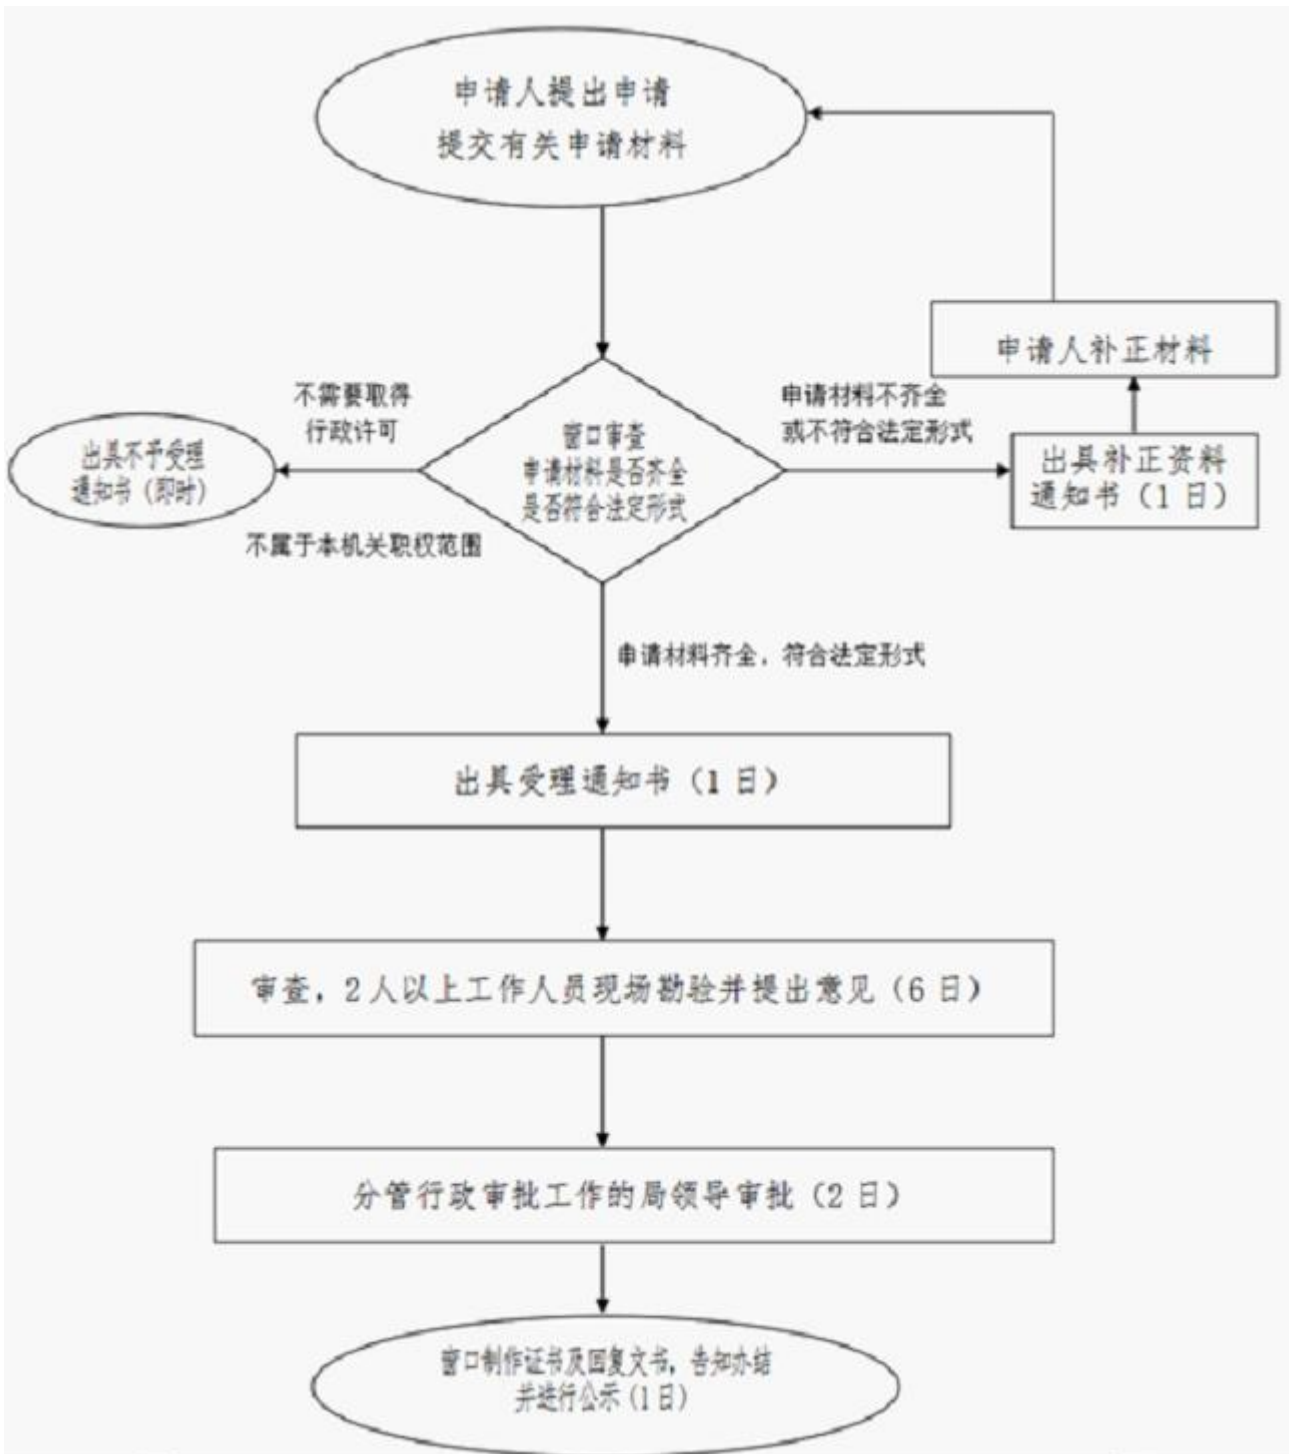 申请人提出申请
提交有关申请材料
申请人补正材料
不需要取得
行政许可
申请材料不齐全
或不符合法定形式
窗口审查
申请材料是否齐全
是否符合法定形式
出具不予受理
通知书（即时）
出具补正资料
通知书（1日）
不属于本机关职权范围
申请材料齐全，符合法定形式
出具受理通知书（1日）
审查，2人以上工作人员现场勘验并提出意见（6日）
分管行政审批工作的局领导审批（2日）
窗口制作证书及回复文书，告知办结
并进行公示(1日)